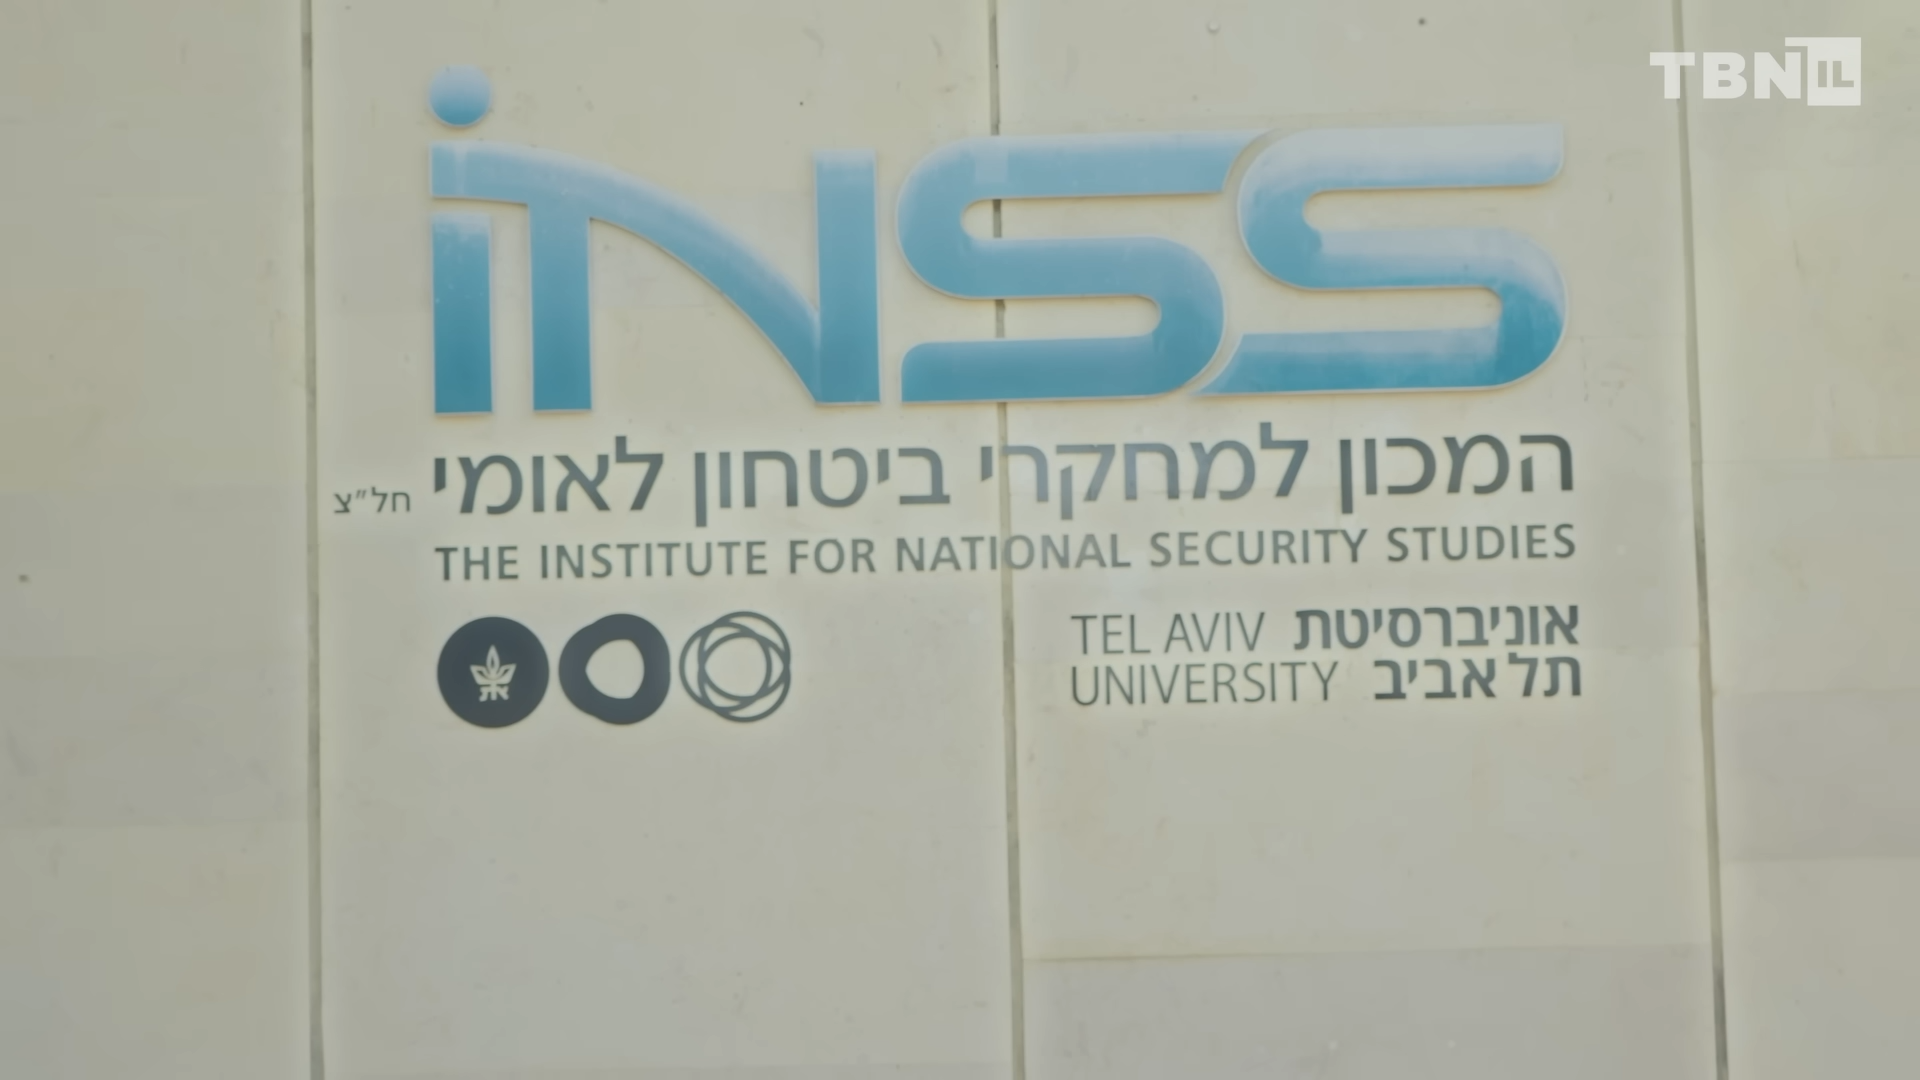 TBN IL
iNSS
המכון למחקרי ביטחון לאומי חל״צ
THE INSTITUTE FOR NATIONAL SECURITY STUDIES
TEL AVIV אוניברסיטת
UNIVERSITY תל אביב
את